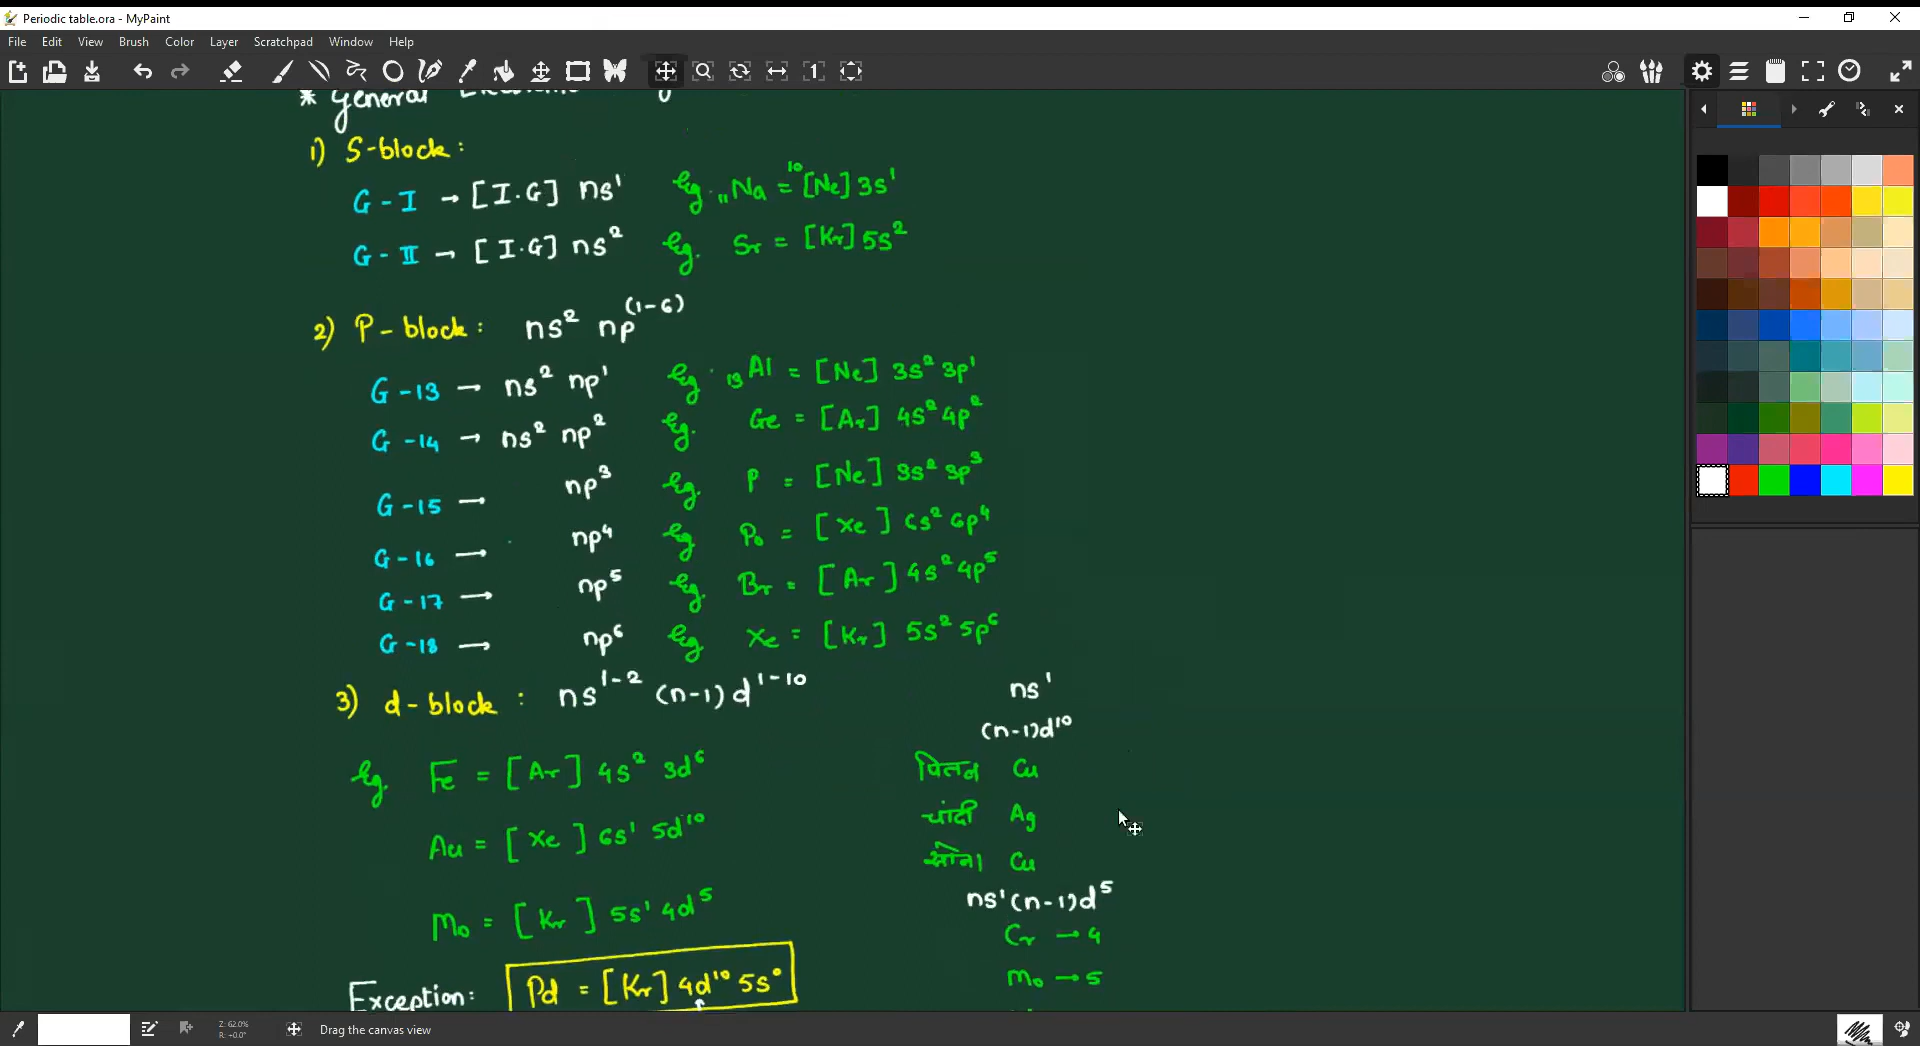 Periodic table.ora - MyPaint
File Edit View Brush Color Layer Scratchpad Window Help
* General
1) S-block :
G-I → [I.G] ns¹ Eg. ₁₁Na = ¹⁰[Ne] 3s¹
G-II → [I.G] ns² Eg. Sr = [Kr] 5s²
2) P-block : ns² np⁽¹⁻⁶⁾
G-13 → ns² np¹ Eg. ₁₃Al = [Ne] 3s² 3p¹
G-14 → ns² np² Eg. Ge = [Ar] 4s² 4p²
G-15 → np³ Eg. P = [Ne] 3s² 3p³
G-16 → np⁴ Eg Po = [Xe] 6s² 6p⁴
G-17 → np⁵ Eg. Br = [Ar] 4s² 4p⁵
G-18 → np⁶ Eg Xe = [Kr] 5s² 5p⁶
3) d-block : ns¹⁻² (n-1)d¹⁻¹⁰
Eg. Fe = [Ar] 4s² 3d⁶
Au = [Xe] 6s¹ 5d¹⁰
Mo = [Kr] 5s¹ 4d⁵
Exception: Pd = [Kr] 4d¹⁰ 5s⁰
ns¹
(n-1)d¹⁰
Cu
चांदी Ag
सोना Cu
ns¹(n-1)d⁵
Cr → 4
Mo → 5
Z: 62.0%
R: +0.0°
Drag the canvas view